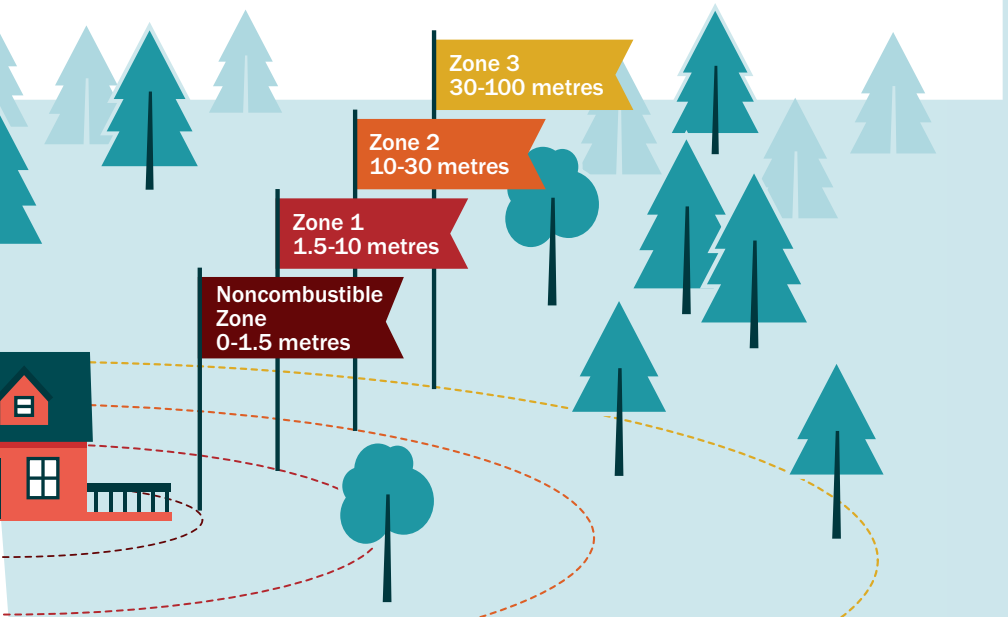 Zone 3
30-100 metres
Zone 2
10-30 metres
Zone 1
1.5-10 metres
Noncombustible
Zone
0-1.5 metres